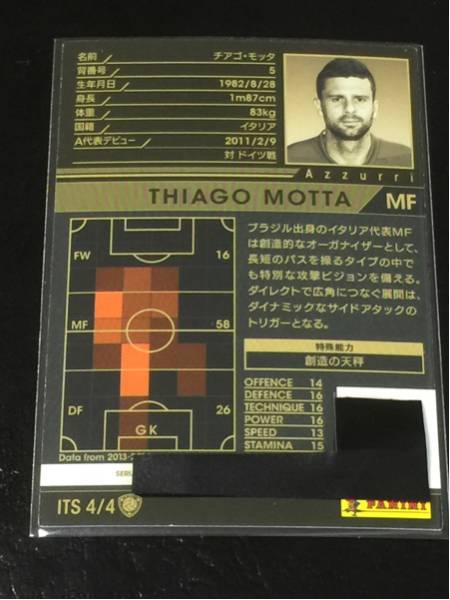 名前 チアゴ・モッタ
背番号 5
生年月日 1982/8/28
身長 1m87cm
体重 83kg
国籍 イタリア
A代表デビュー 2011/2/9
対 ドイツ戦
Azzurri
THIAGO MOTTA MF
FW 16
MF 58
DF 26
GK
Data from 2013-
ブラジル出身のイタリア代表MF
は創造的なオーガナイザーとして、
長短のパスを操るタイプの中で
も特別な攻撃ビジョンを備える。
ダイレクトで広角につなぐ展開は、
ダイナミックなサイドアタックの
トリガーとなる。
特殊能力
創造の天秤
OFFENCE 14
DEFENCE 16
TECHNIQUE 16
POWER 16
SPEED 13
STAMINA 15
ITS 4/4
PANINI